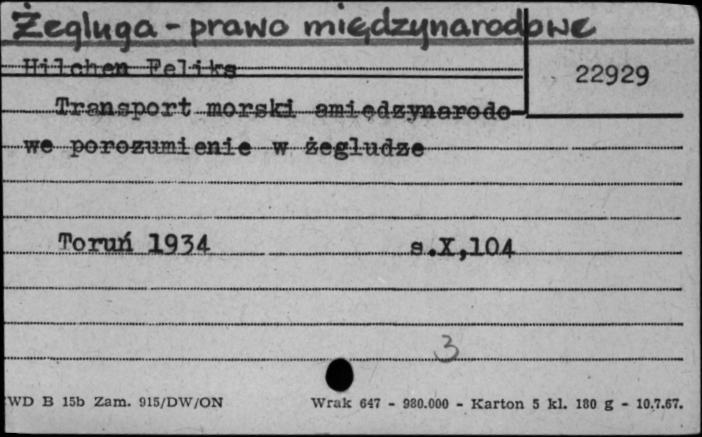 Żegluga - prawo międzynarodowe
Hilchen Feliks
22929
Transport morski amiędzynarodo-
we porozumienie w żegludze
Toruń 1934 s.X,104
3
WD B 15b Zam. 915/DW/ON Wrak 647 - 980.000 - Karton 5 kl. 180 g - 10.7.67.